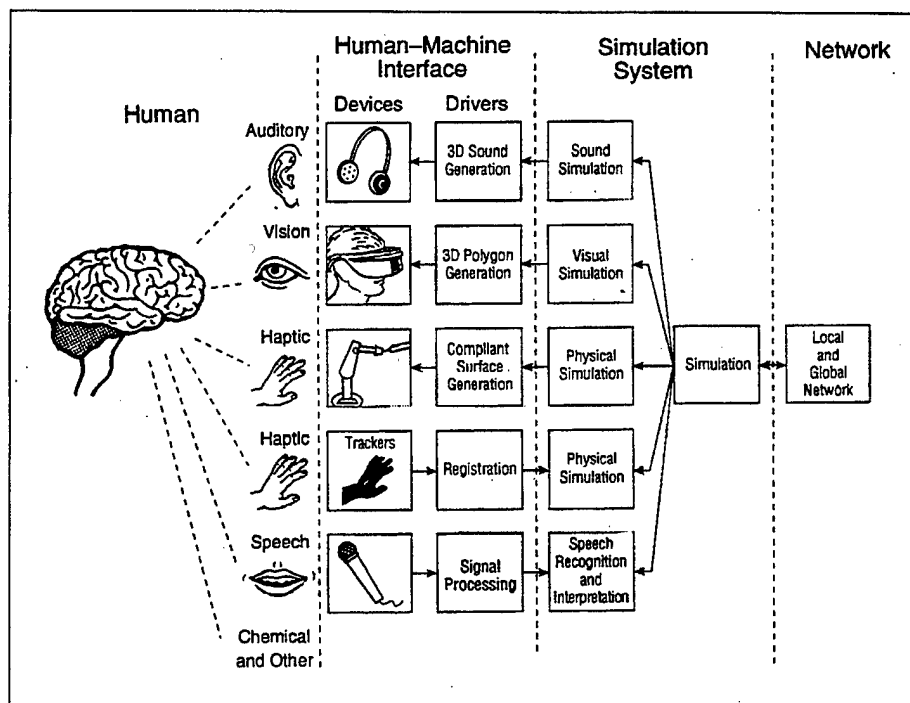 Human–Machine
Interface
Simulation
System
Network
Human
Devices
Drivers
Auditory
3D Sound
Generation
Sound
Simulation
Vision
3D Polygon
Generation
Visual
Simulation
Haptic
Compliant
Surface
Generation
Physical
Simulation
Simulation
Local
and
Global
Network
Haptic
Trackers
Registration
Physical
Simulation
Speech
Signal
Processing
Speech
Recognition
and
Interpretation
Chemical
and Other